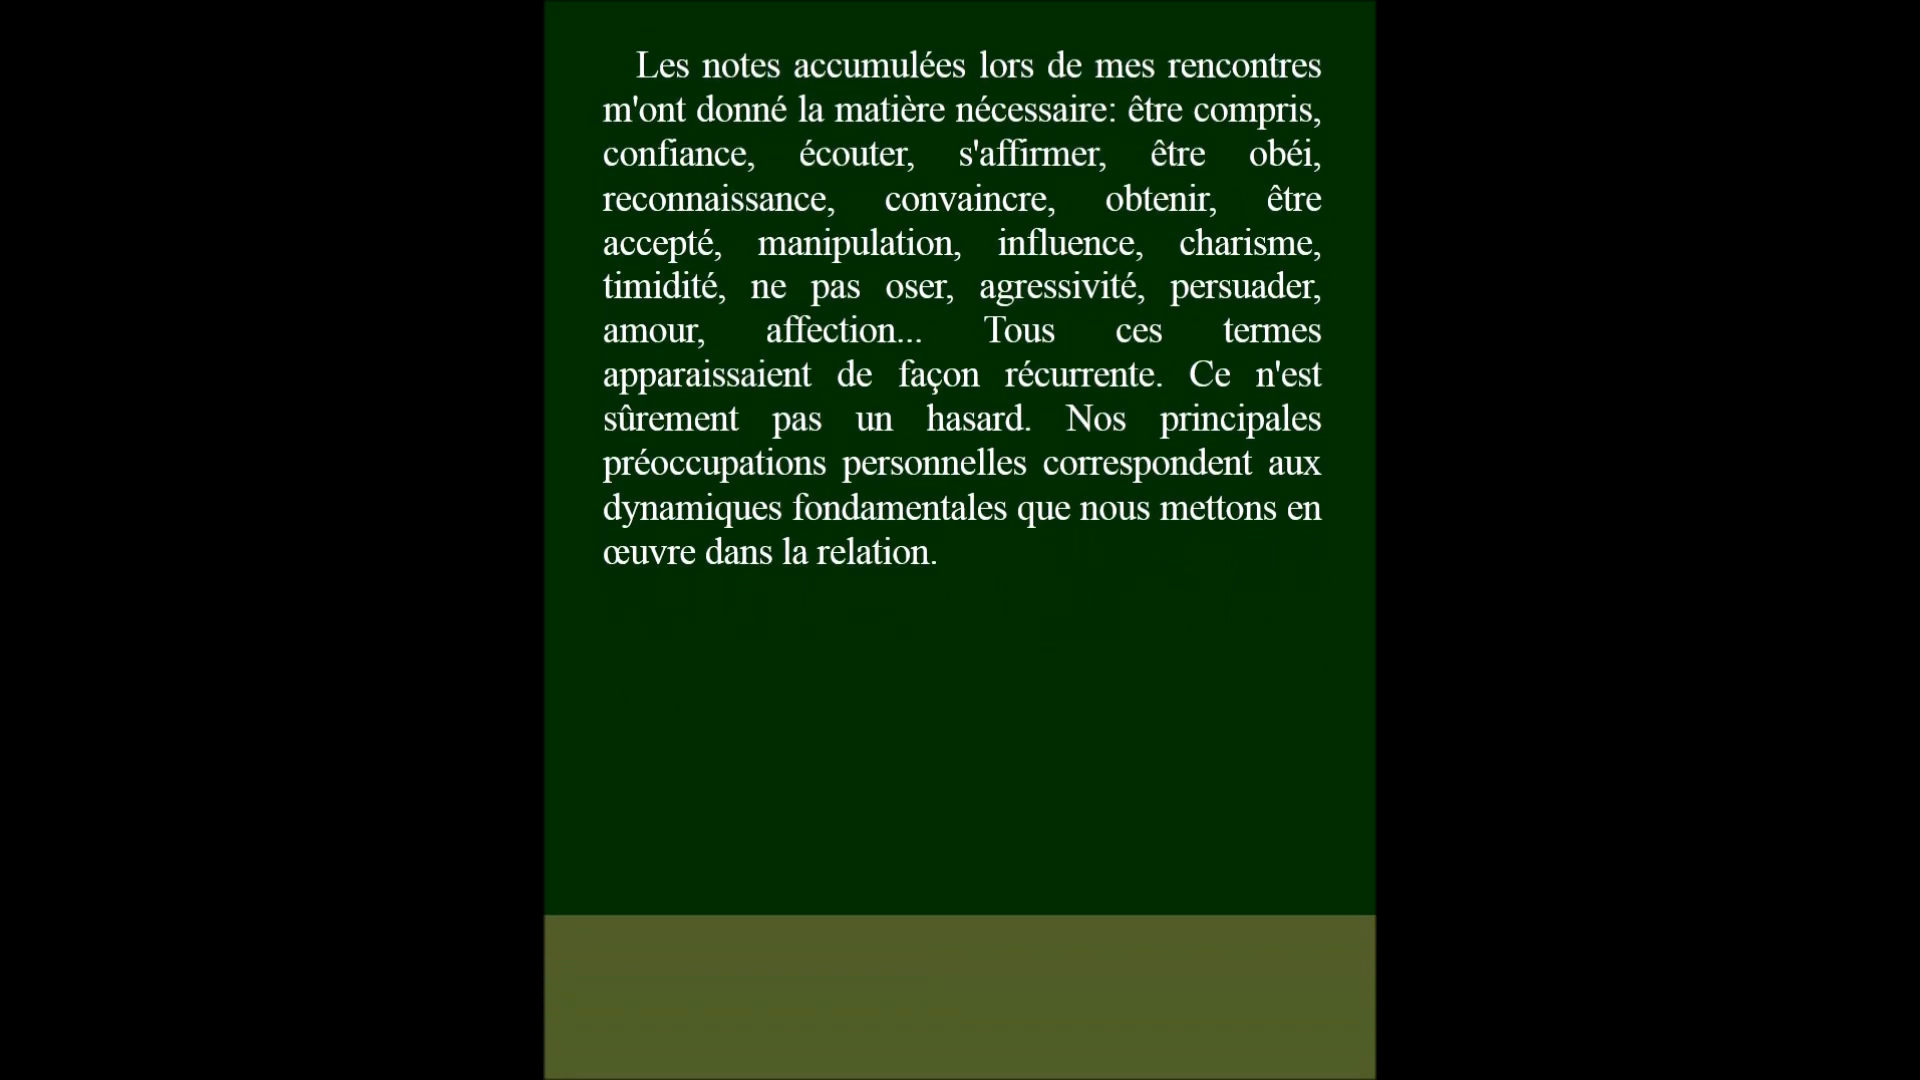 Les notes accumulées lors de mes rencontres
m'ont donné la matière nécessaire: être compris,
confiance, écouter, s'affirmer, être obéi,
reconnaissance, convaincre, obtenir, être
accepté, manipulation, influence, charisme,
timidité, ne pas oser, agressivité, persuader,
amour, affection... Tous ces termes
apparaissaient de façon récurrente. Ce n'est
sûrement pas un hasard. Nos principales
préoccupations personnelles correspondent aux
dynamiques fondamentales que nous mettons en
œuvre dans la relation.